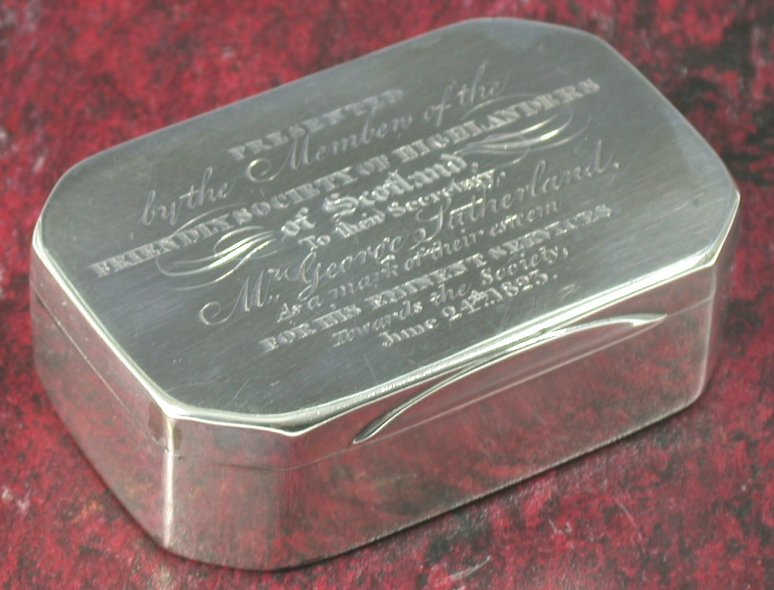 PRESENTED
by the Members of the
FRIENDLY SOCIETY OF HIGHLANDERS
of Scotland.
To their Secretary,
Mr. George Sutherland,
As a mark of their esteem
FOR HIS EMINENT SERVICES
Towards the Society,
June 24th, 1823.